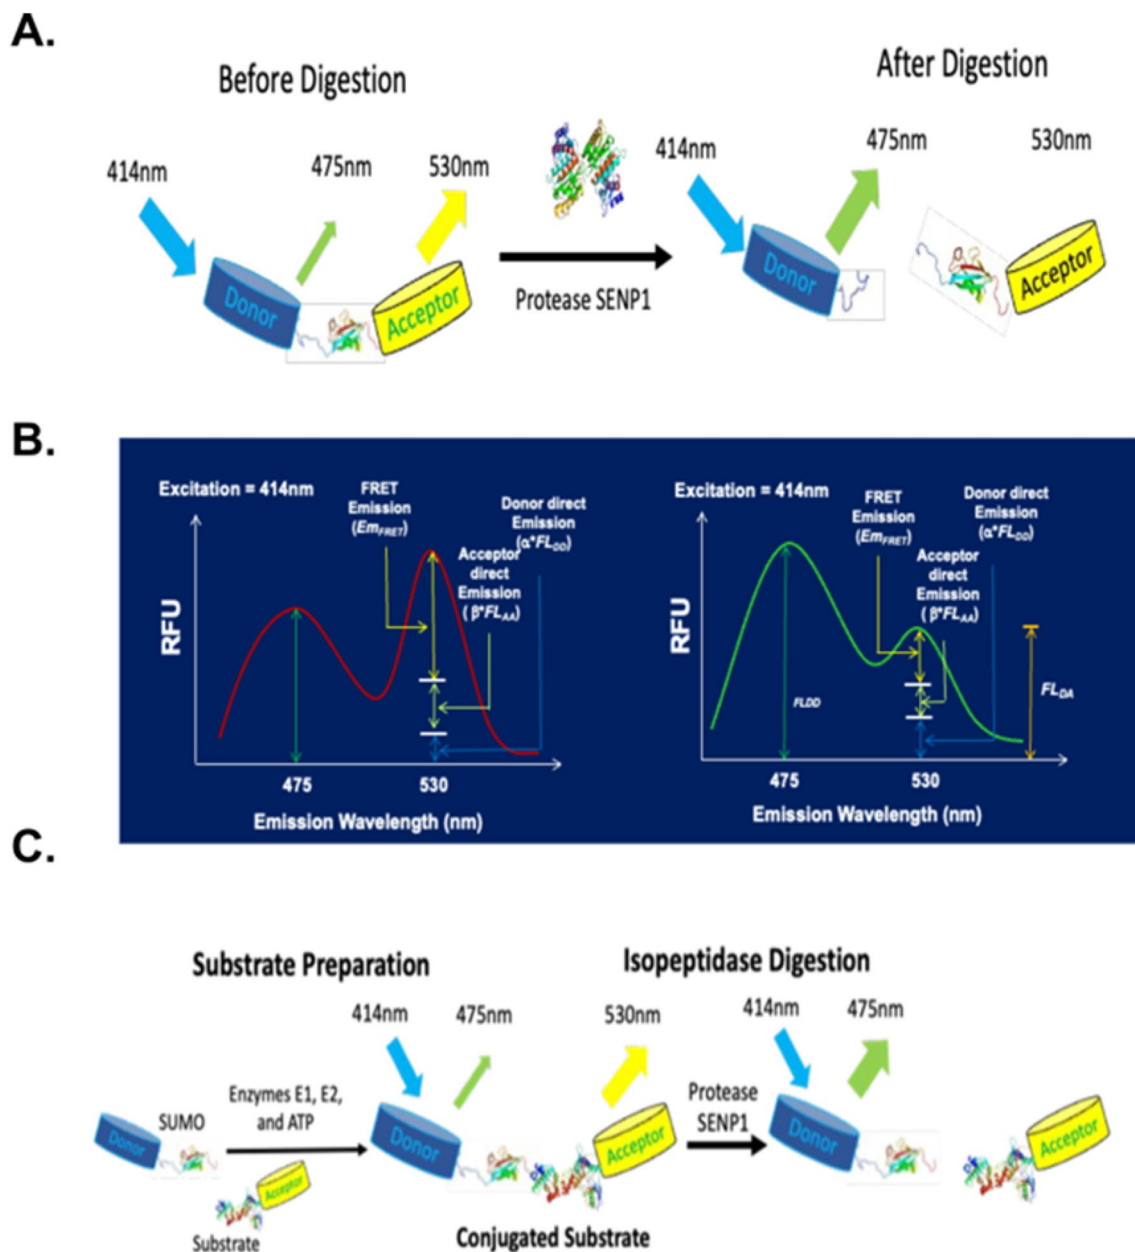 A.
Before Digestion
After Digestion
414nm
475nm
530nm
414nm
475nm
530nm
Donor
Acceptor
Protease SENP1
Donor
Acceptor
B.
Excitation = 414nm
FRET
Emission
(EmFRET)
Donor direct
Emission
(α*FLDD)
Acceptor
direct
Emission
(β*FLAA)
RFU
475
530
Emission Wavelength (nm)
Excitation = 414nm
FRET
Emission
(EmFRET)
Donor direct
Emission
(α*FLDD)
Acceptor
direct
Emission
(β*FLAA)
RFU
FLDD
FLDA
475
530
Emission Wavelength (nm)
C.
Substrate Preparation
Isopeptidase Digestion
414nm
475nm
530nm
414nm
475nm
SUMO
Donor
Enzymes E1, E2,
and ATP
Acceptor
Substrate
Donor
Acceptor
Conjugated Substrate
Protease
SENP1
Donor
Acceptor